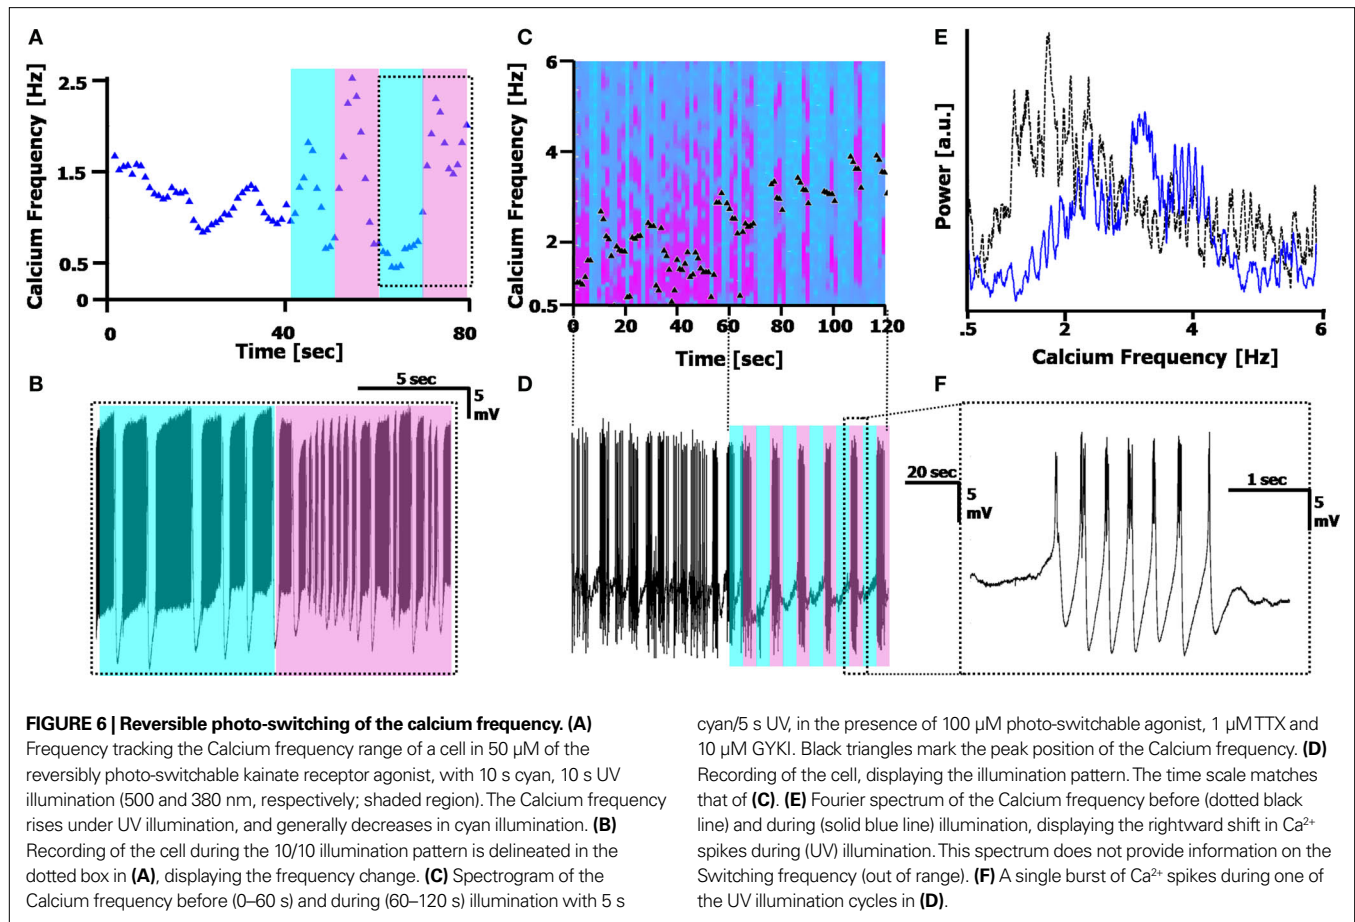 A
Calcium Frequency [Hz]
2.5
1.5
0.5
0
0
40
80
Time [sec]
B
5 sec
5
mV
C
Calcium Frequency [Hz]
6
4
2
0.5
0
20
40
60
80
100
120
Time [sec]
D
20 sec
5
mV
E
Power [a.u.]
.5
2
4
6
Calcium Frequency [Hz]
F
1 sec
5
mV
FIGURE 6 | Reversible photo-switching of the calcium frequency. (A)
Frequency tracking the Calcium frequency range of a cell in 50 μM of the
reversibly photo-switchable kainate receptor agonist, with 10 s cyan, 10 s UV
illumination (500 and 380 nm, respectively; shaded region). The Calcium frequency
rises under UV illumination, and generally decreases in cyan illumination. (B)
Recording of the cell during the 10/10 illumination pattern is delineated in the
dotted box in (A), displaying the frequency change. (C) Spectrogram of the
Calcium frequency before (0–60 s) and during (60–120 s) illumination with 5 s
cyan/5 s UV, in the presence of 100 μM photo-switchable agonist, 1 μM TTX and
10 μM GYKI. Black triangles mark the peak position of the Calcium frequency. (D)
Recording of the cell, displaying the illumination pattern. The time scale matches
that of (C). (E) Fourier spectrum of the Calcium frequency before (dotted black
line) and during (solid blue line) illumination, displaying the rightward shift in Ca²⁺
spikes during (UV) illumination. This spectrum does not provide information on the
Switching frequency (out of range). (F) A single burst of Ca²⁺ spikes during one of
the UV illumination cycles in (D).